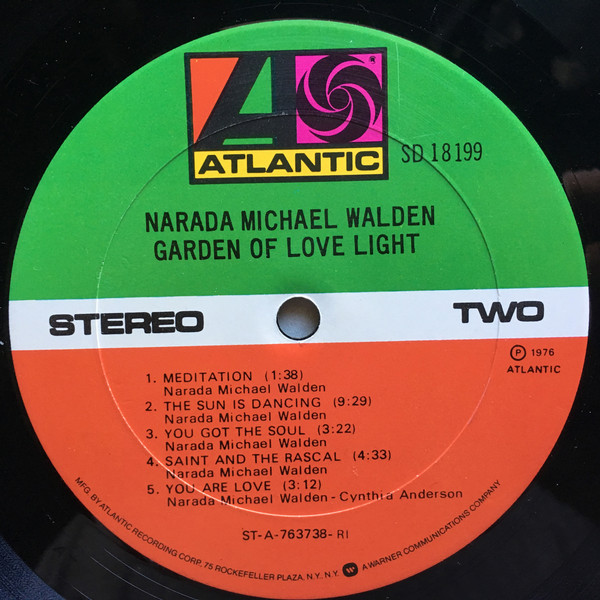 ATLANTIC
SD 18199
NARADA MICHAEL WALDEN
GARDEN OF LOVE LIGHT
STEREO
TWO
Ⓟ 1976
ATLANTIC
1. MEDITATION (1:38)
Narada Michael Walden
2. THE SUN IS DANCING (9:29)
Narada Michael Walden
3. YOU GOT THE SOUL (3:22)
Narada Michael Walden
4. SAINT AND THE RASCAL (4:33)
Narada Michael Walden
5. YOU ARE LOVE (3:12)
Narada Michael Walden - Cynthia Anderson
ST-A-763738-RI
MFG. BY ATLANTIC RECORDING CORP. 75 ROCKEFELLER PLAZA, N.Y. N.Y. A WARNER COMMUNICATIONS COMPANY